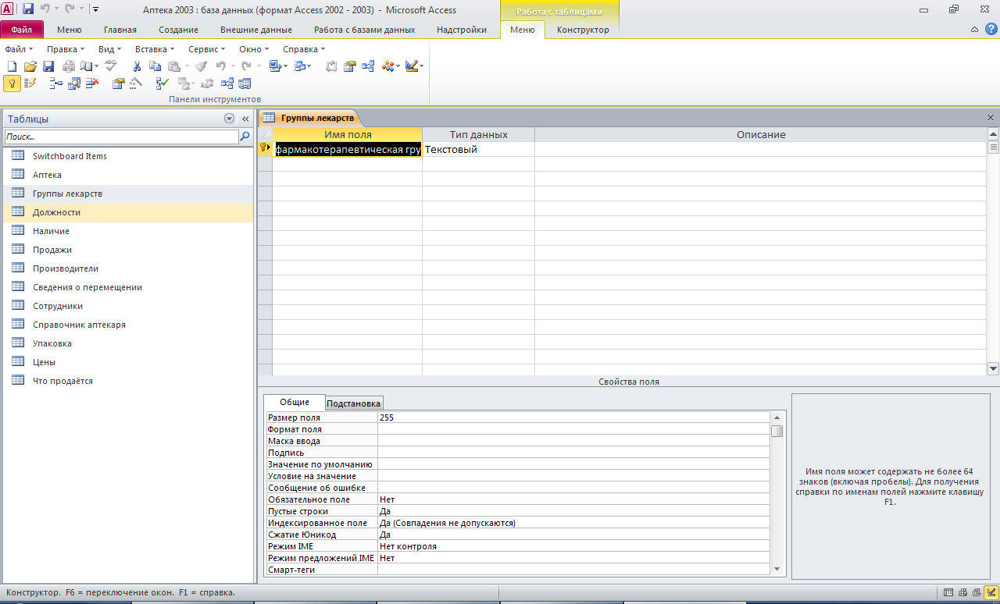 Аптека 2003 : база данных (формат Access 2002 - 2003) - Microsoft Access
Работа с таблицами
Файл Меню Главная Создание Внешние данные Работа с базами данных Надстройки Меню Конструктор
Файл Правка Вид Вставка Сервис Окно Справка
Панели инструментов
Таблицы
Поиск...
Switchboard Items
Аптека
Группы лекарств
Должности
Наличие
Продажи
Производители
Сведения о перемещении
Сотрудники
Справочник аптекаря
Упаковка
Цены
Что продаётся
Группы лекарств
Имя поля Тип данных Описание
фармакотерапевтическая гру Текстовый
Свойства поля
Общие Подстановка
Размер поля 255
Формат поля
Маска ввода
Подпись
Значение по умолчанию
Условие на значение
Сообщение об ошибке
Обязательное поле Нет
Пустые строки Да
Индексированное поле Да (Совпадения не допускаются)
Сжатие Юникод Да
Режим IME Нет контроля
Режим предложений IME Нет
Смарт-теги
Имя поля может содержать не более 64
знаков (включая пробелы). Для получения
справки по именам полей нажмите клавишу
F1.
Конструктор. F6 = переключение окон. F1 = справка.